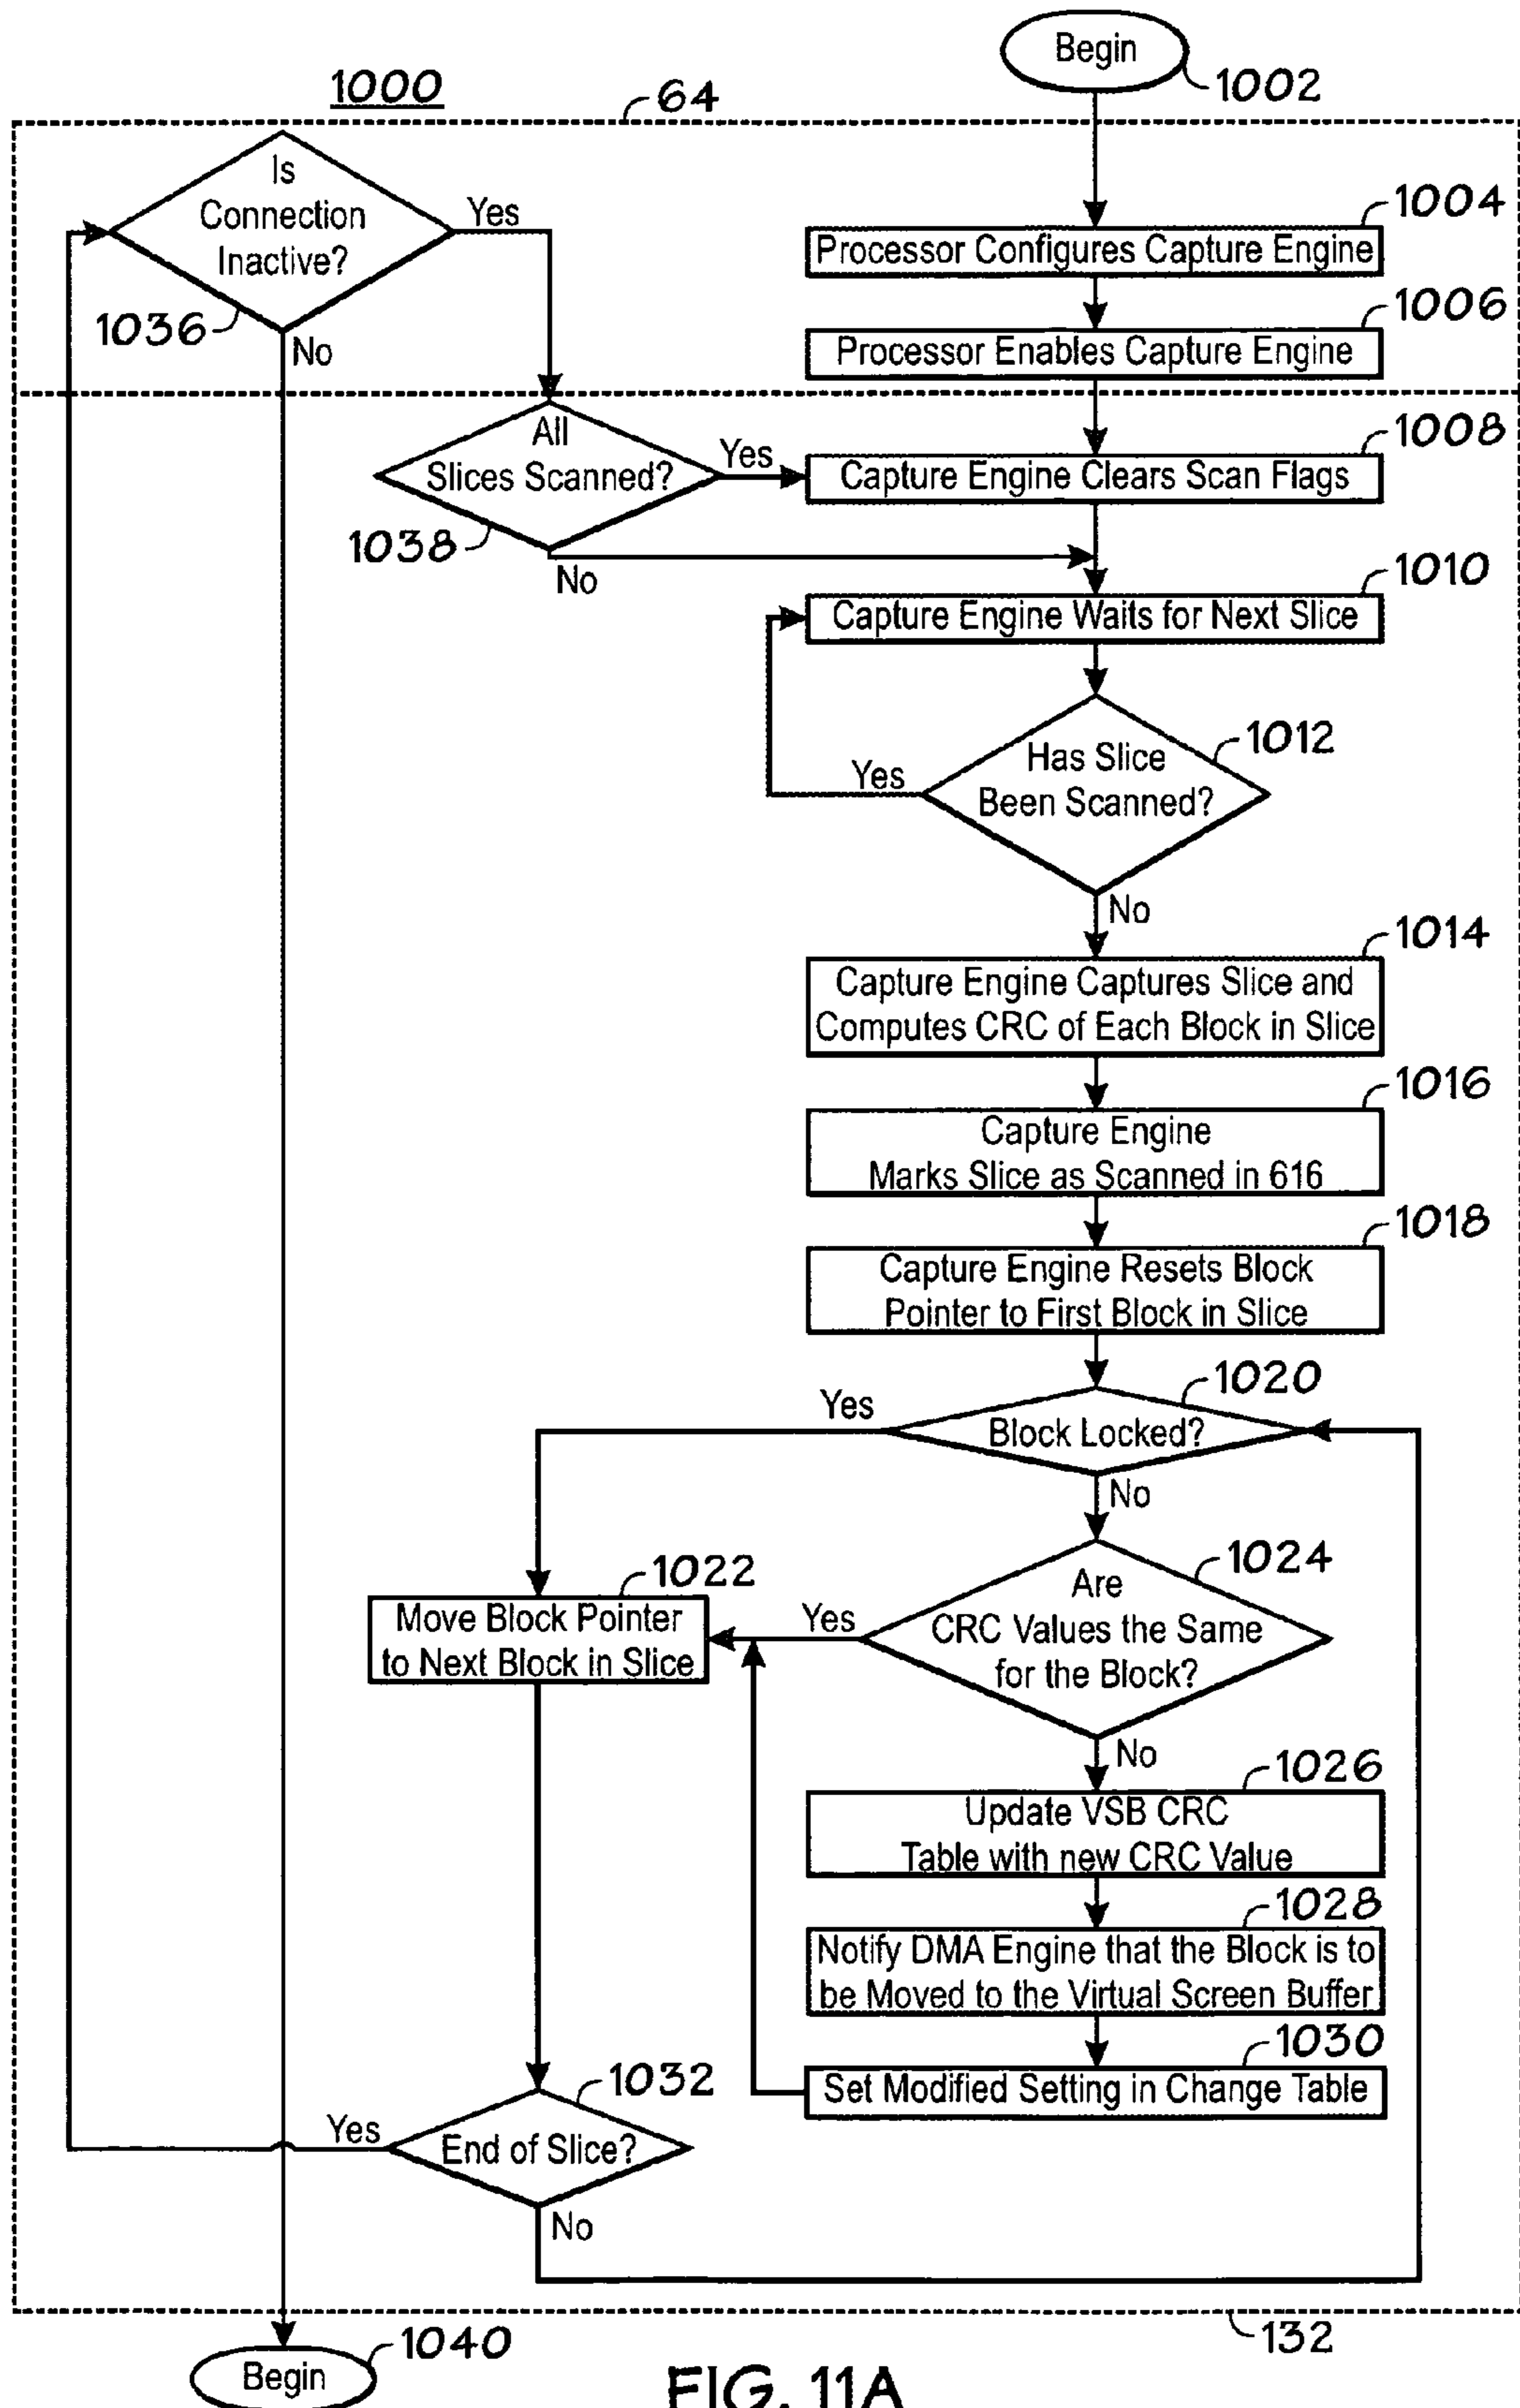 Begin
1002
1000
64
Is
Connection
Inactive?
Yes
1036
No
1004
Processor Configures Capture Engine
1006
Processor Enables Capture Engine
All
Slices Scanned?
Yes
1038
No
1008
Capture Engine Clears Scan Flags
1010
Capture Engine Waits for Next Slice
Has Slice
Been Scanned?
1012
Yes
No
1014
Capture Engine Captures Slice and
Computes CRC of Each Block in Slice
1016
Capture Engine
Marks Slice as Scanned in 616
1018
Capture Engine Resets Block
Pointer to First Block in Slice
1020
Yes
Block Locked?
No
1022
Move Block Pointer
to Next Block in Slice
1024
Yes
Are
CRC Values the Same
for the Block?
No
1026
Update VSB CRC
Table with new CRC Value
1028
Notify DMA Engine that the Block is to
be Moved to the Virtual Screen Buffer
1030
Set Modified Setting in Change Table
1032
Yes
End of Slice?
No
132
1040
Begin
FIG. 11A